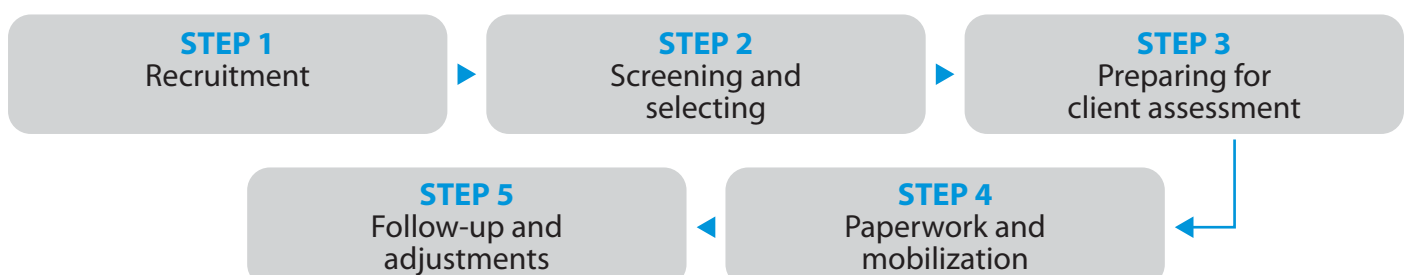 STEP 1
Recruitment
STEP 2
Screening and
selecting
STEP 3
Preparing for
client assessment
STEP 4
Paperwork and
mobilization
STEP 5
Follow-up and
adjustments